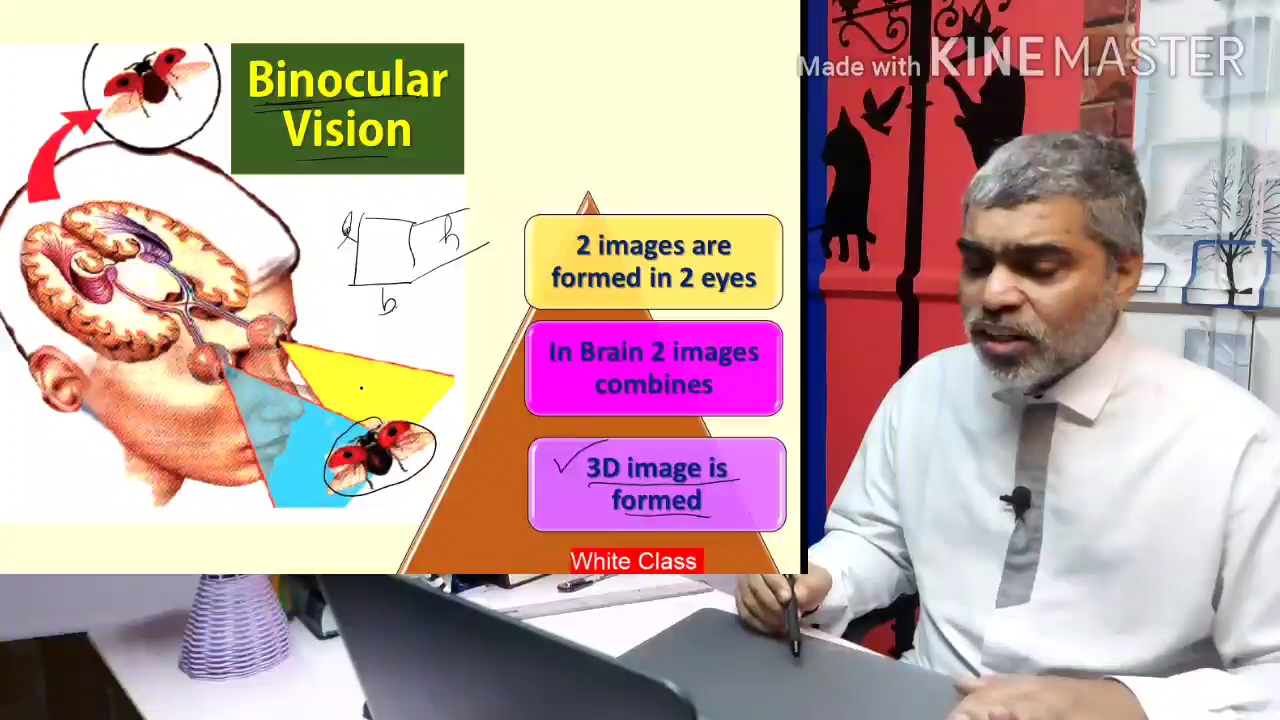 Made with KINEMASTER
Binocular
Vision
h
b
2 images are
formed in 2 eyes
In Brain 2 images
combines
3D image is
formed
White Class